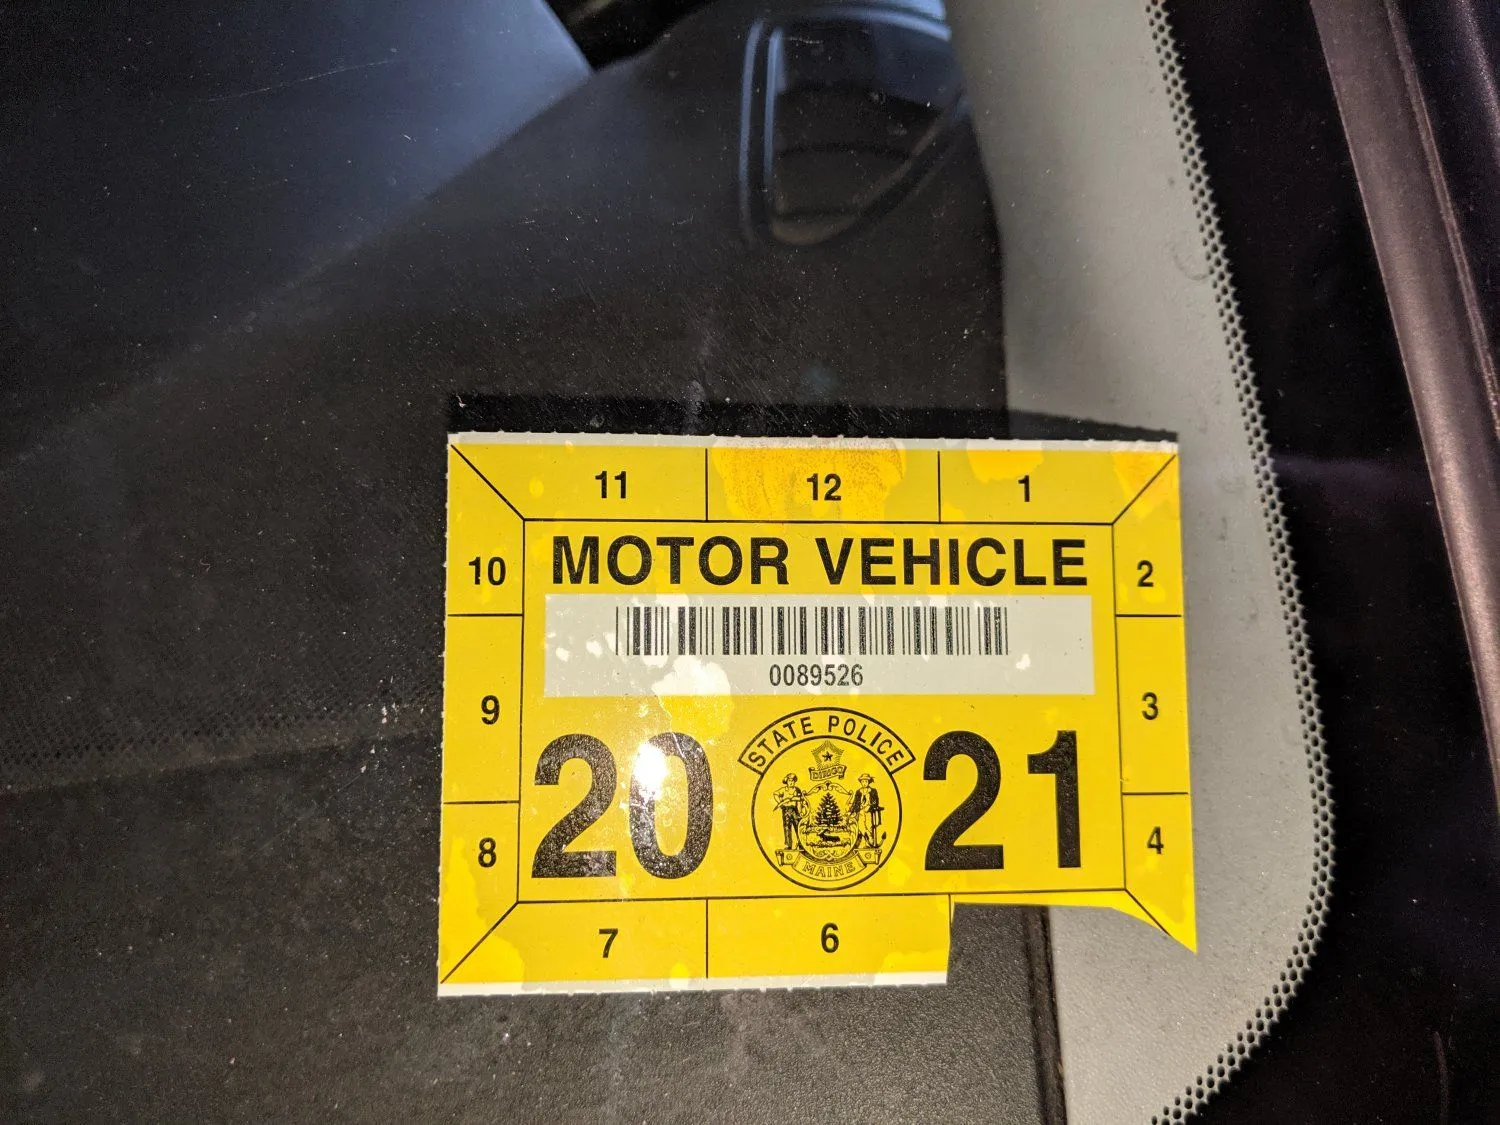 11 12 1
10 MOTOR VEHICLE 2
0089526
9 3
STATE POLICE
20 21
DIRIGO
8 4
MAINE
7 6